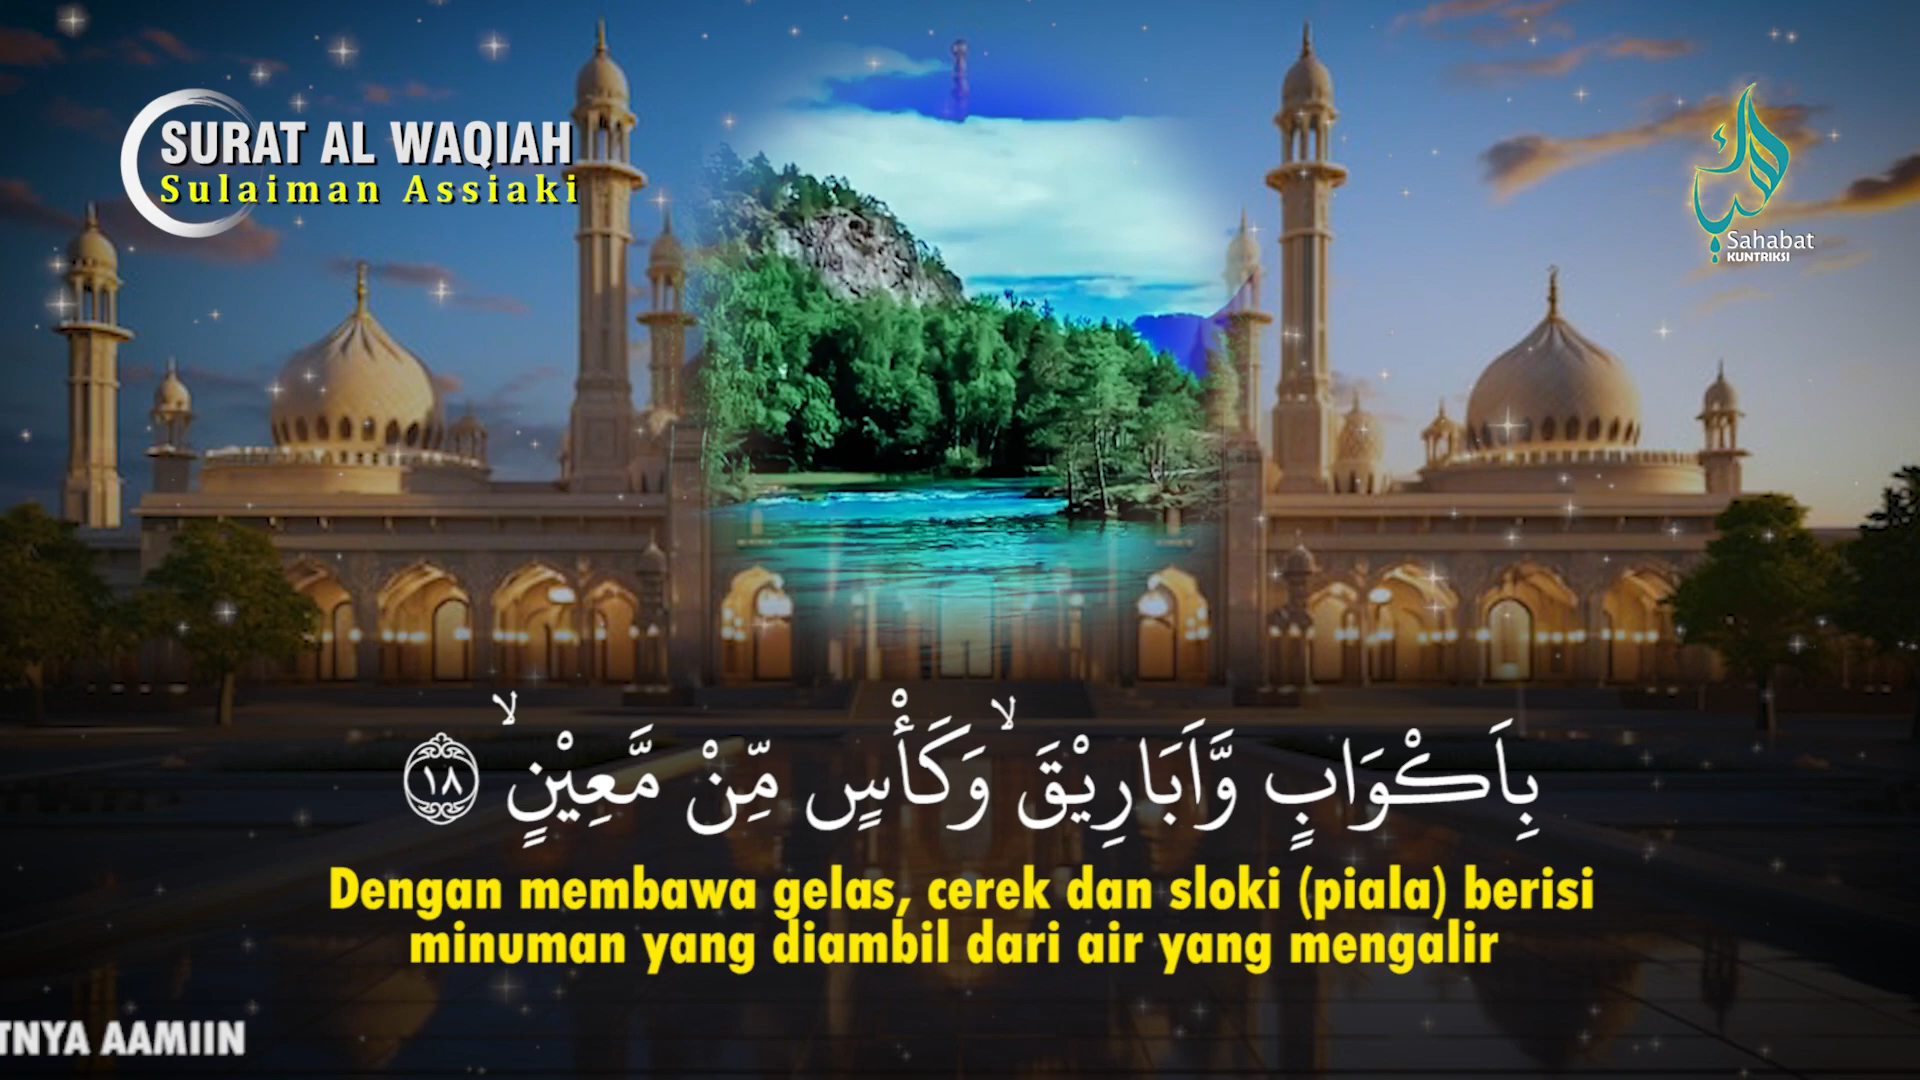 SURAT AL WAQIAH
Sulaiman Assiaki
Sahabat
KUNTRIKSI
بِاَكْوَابٍ وَّاَبَارِيْقَۙ وَكَأْسٍ مِّنْ مَّعِيْنٍۙ ١٨
Dengan membawa gelas, cerek dan sloki (piala) berisi
minuman yang diambil dari air yang mengalir
TNYA AAMIIN